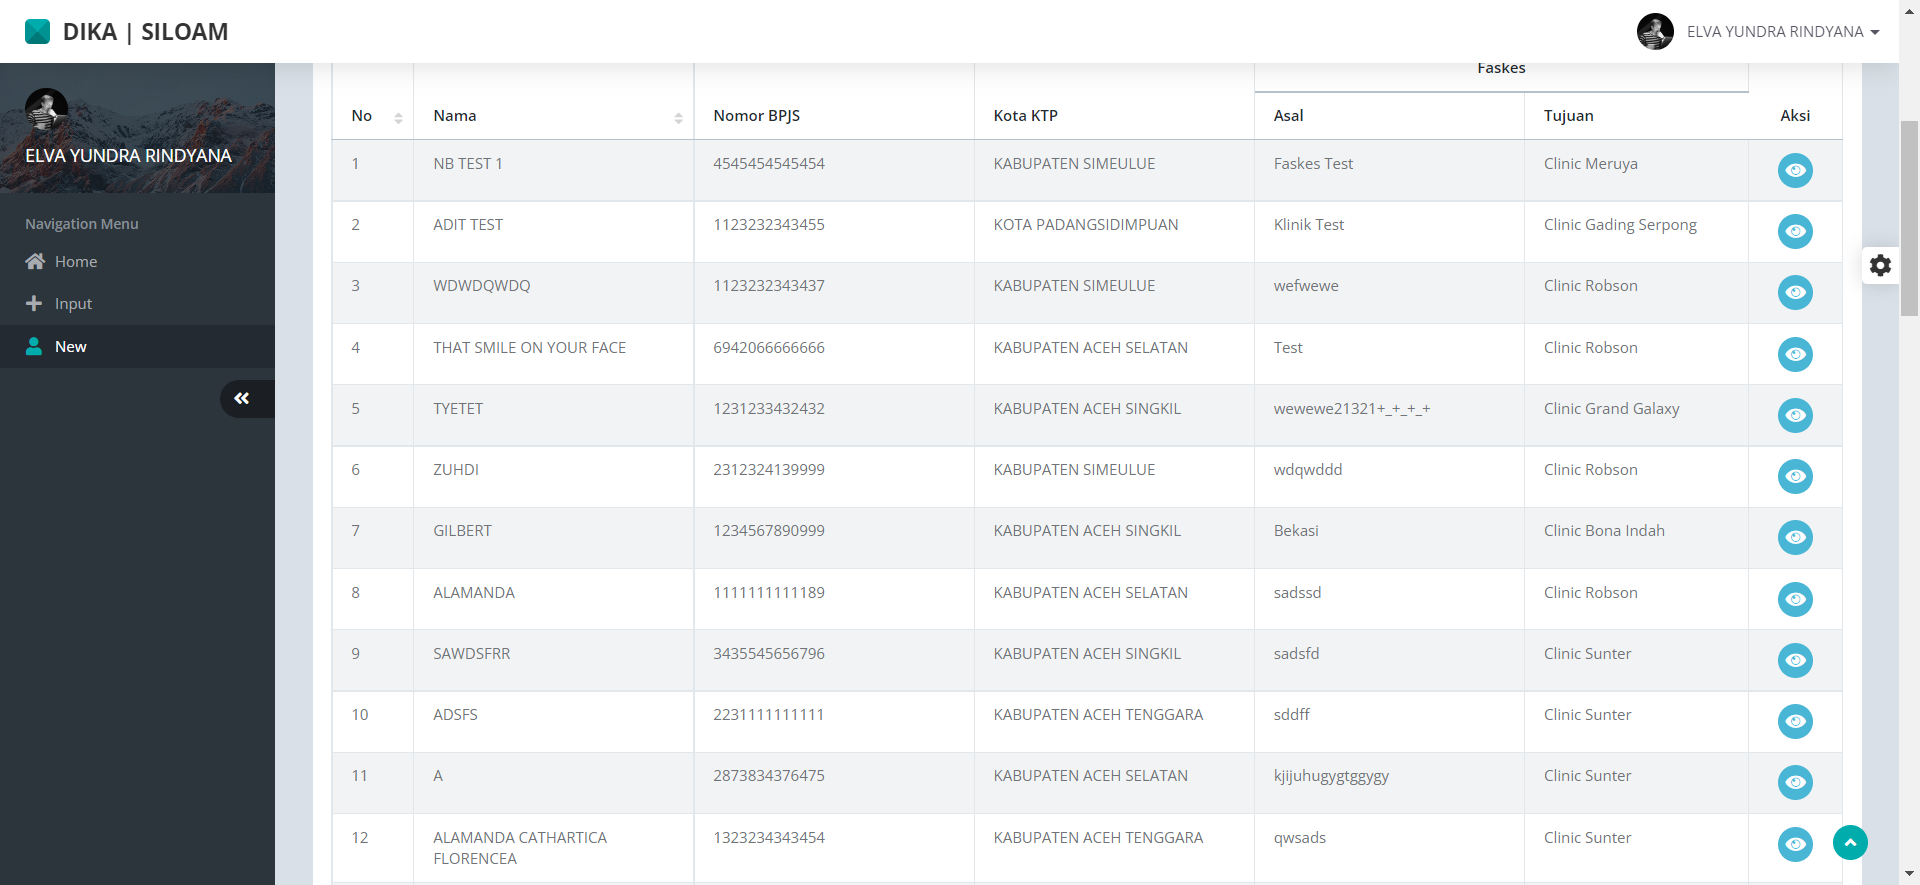 DIKA | SILOAM
ELVA YUNDRA RINDYANA
ELVA YUNDRA RINDYANA
Navigation Menu
Home
Input
New
Faskes
No Nama Nomor BPJS Kota KTP Asal Tujuan Aksi
1 NB TEST 1 4545454545454 KABUPATEN SIMEULUE Faskes Test Clinic Meruya
2 ADIT TEST 1123232343455 KOTA PADANGSIDIMPUAN Klinik Test Clinic Gading Serpong
3 WDWDQWDQ 1123232343437 KABUPATEN SIMEULUE wefwewe Clinic Robson
4 THAT SMILE ON YOUR FACE 6942066666666 KABUPATEN ACEH SELATAN Test Clinic Robson
5 TYETET 1231233432432 KABUPATEN ACEH SINGKIL wewewe21321+_+_+_+ Clinic Grand Galaxy
6 ZUHDI 2312324139999 KABUPATEN SIMEULUE wdqwddd Clinic Robson
7 GILBERT 1234567890999 KABUPATEN ACEH SINGKIL Bekasi Clinic Bona Indah
8 ALAMANDA 1111111111189 KABUPATEN ACEH SELATAN sadssd Clinic Robson
9 SAWDSFRR 3435545656796 KABUPATEN ACEH SINGKIL sadsfd Clinic Sunter
10 ADSFS 2231111111111 KABUPATEN ACEH TENGGARA sddff Clinic Sunter
11 A 2873834376475 KABUPATEN ACEH SELATAN kjijuhugygtggygy Clinic Sunter
12 ALAMANDA CATHARTICA 1323234343454 KABUPATEN ACEH TENGGARA qwsads Clinic Sunter
FLORENCEA